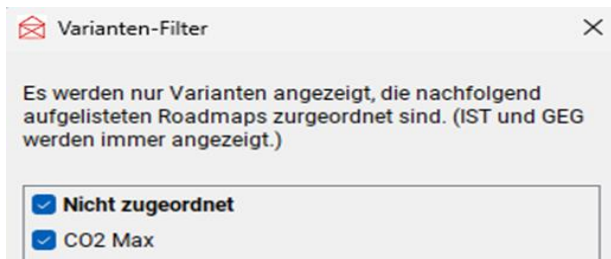 Varianten-Filter
Es werden nur Varianten angezeigt, die nachfolgend
aufgelisteten Roadmaps zurgeordnet sind. (IST und GEG
werden immer angezeigt.)
Nicht zugeordnet
CO2 Max